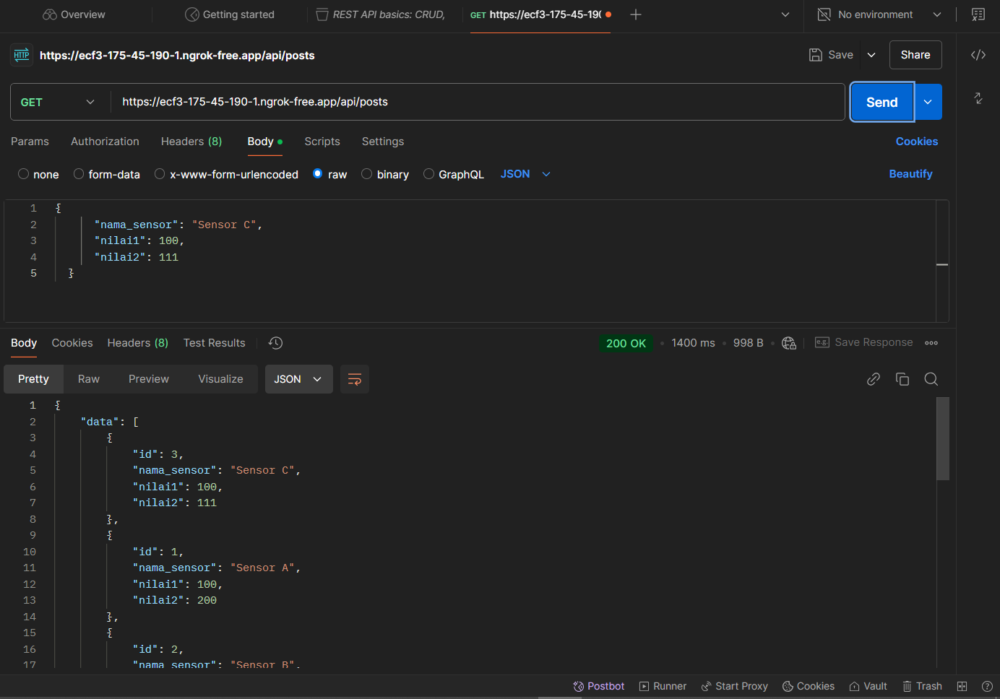 Overview
Getting started
REST API basics: CRUD,
GET https://ecf3-175-45-19(
No environment
HTTP https://ecf3-175-45-190-1.ngrok-free.app/api/posts
Save
Share
GET
https://ecf3-175-45-190-1.ngrok-free.app/api/posts
Send
Params Authorization Headers (8) Body Scripts Settings
Cookies
none form-data x-www-form-urlencoded raw binary GraphQL JSON
Beautify
1 {
2 "nama_sensor": "Sensor C",
3 "nilai1": 100,
4 "nilai2": 111
5 }
Body Cookies Headers (8) Test Results
200 OK • 1400 ms • 998 B •
e.g. Save Response
Pretty Raw Preview Visualize JSON
1 {
2 "data": [
3 {
4 "id": 3,
5 "nama_sensor": "Sensor C",
6 "nilai1": 100,
7 "nilai2": 111
8 },
9 {
10 "id": 1,
11 "nama_sensor": "Sensor A",
12 "nilai1": 100,
13 "nilai2": 200
14 },
15 {
16 "id": 2,
17 "nama_sensor": "Sensor B",
Postbot Runner Start Proxy Cookies Vault Trash